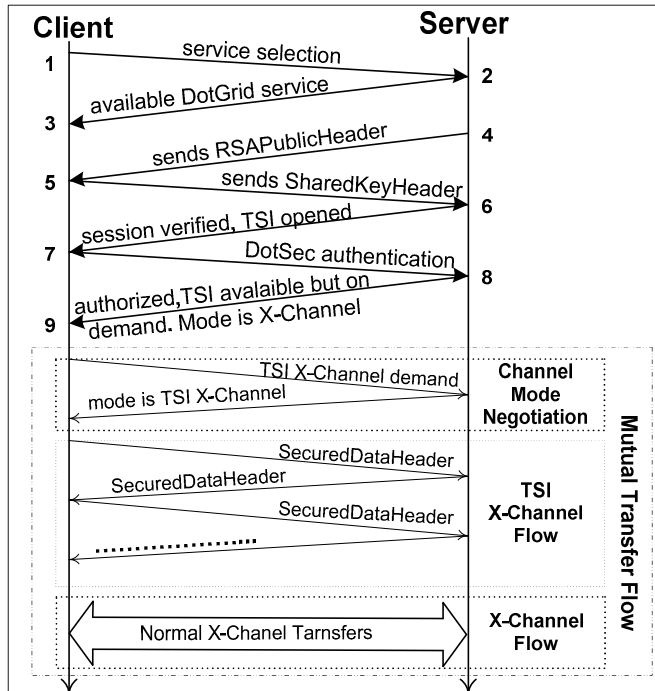 Client
Server
1
service selection
2
available DotGrid service
3
4
sends RSAPublicHeader
5
sends SharedKeyHeader
6
session verified, TSI opened
7
DotSec authentication
8
authorized,TSI avalaible but on
9
demand. Mode is X-Channel
TSI X-Channel demand
mode is TSI X-Channel
Channel
Mode
Negotiation
SecuredDataHeader
SecuredDataHeader
SecuredDataHeader
TSI
X-Channel
Flow
Normal X-Chanel Tarnsfers
X-Channel
Flow
Mutual Transfer Flow